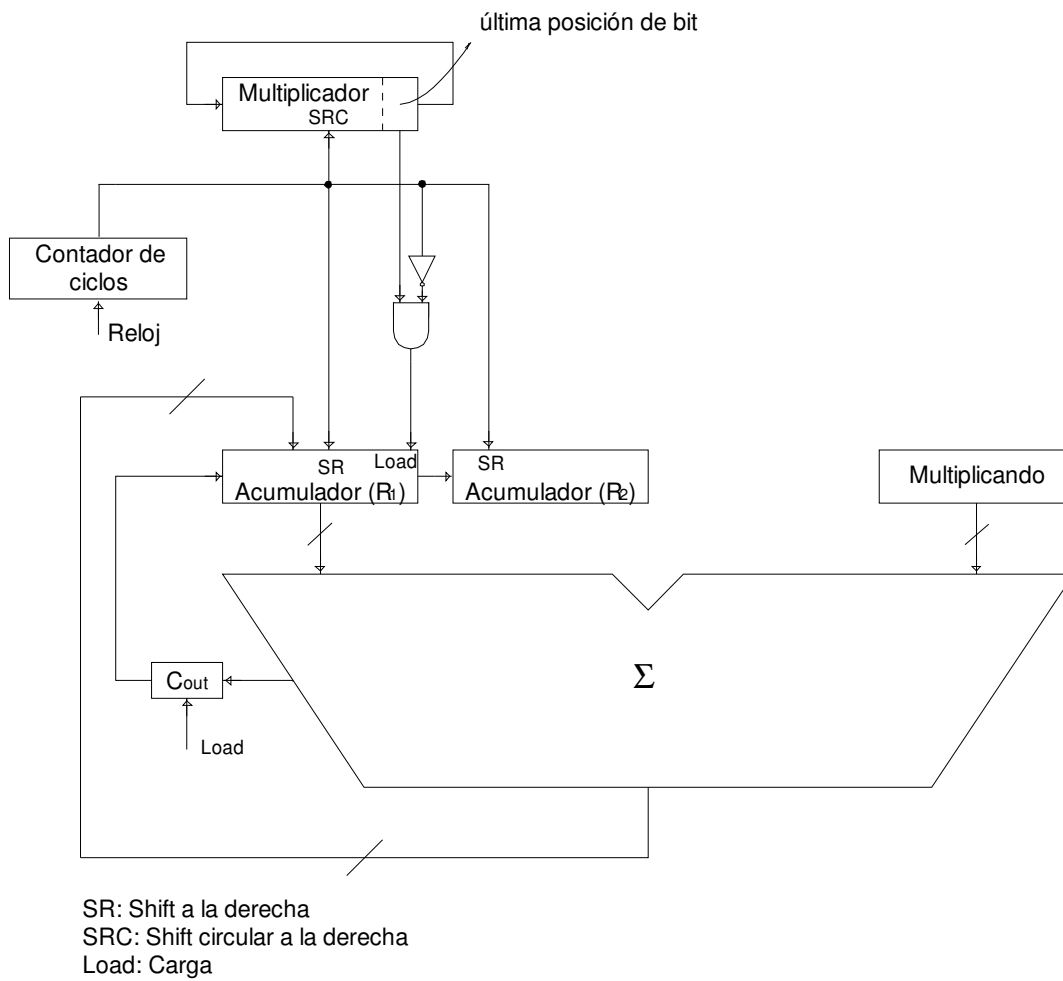 última posición de bit
Multiplicador
SRC
Contador de
ciclos
Reloj
SR
Load
Acumulador (R1)
SR
Acumulador (R2)
Multiplicando
Σ
Cout
Load
SR: Shift a la derecha
SRC: Shift circular a la derecha
Load: Carga